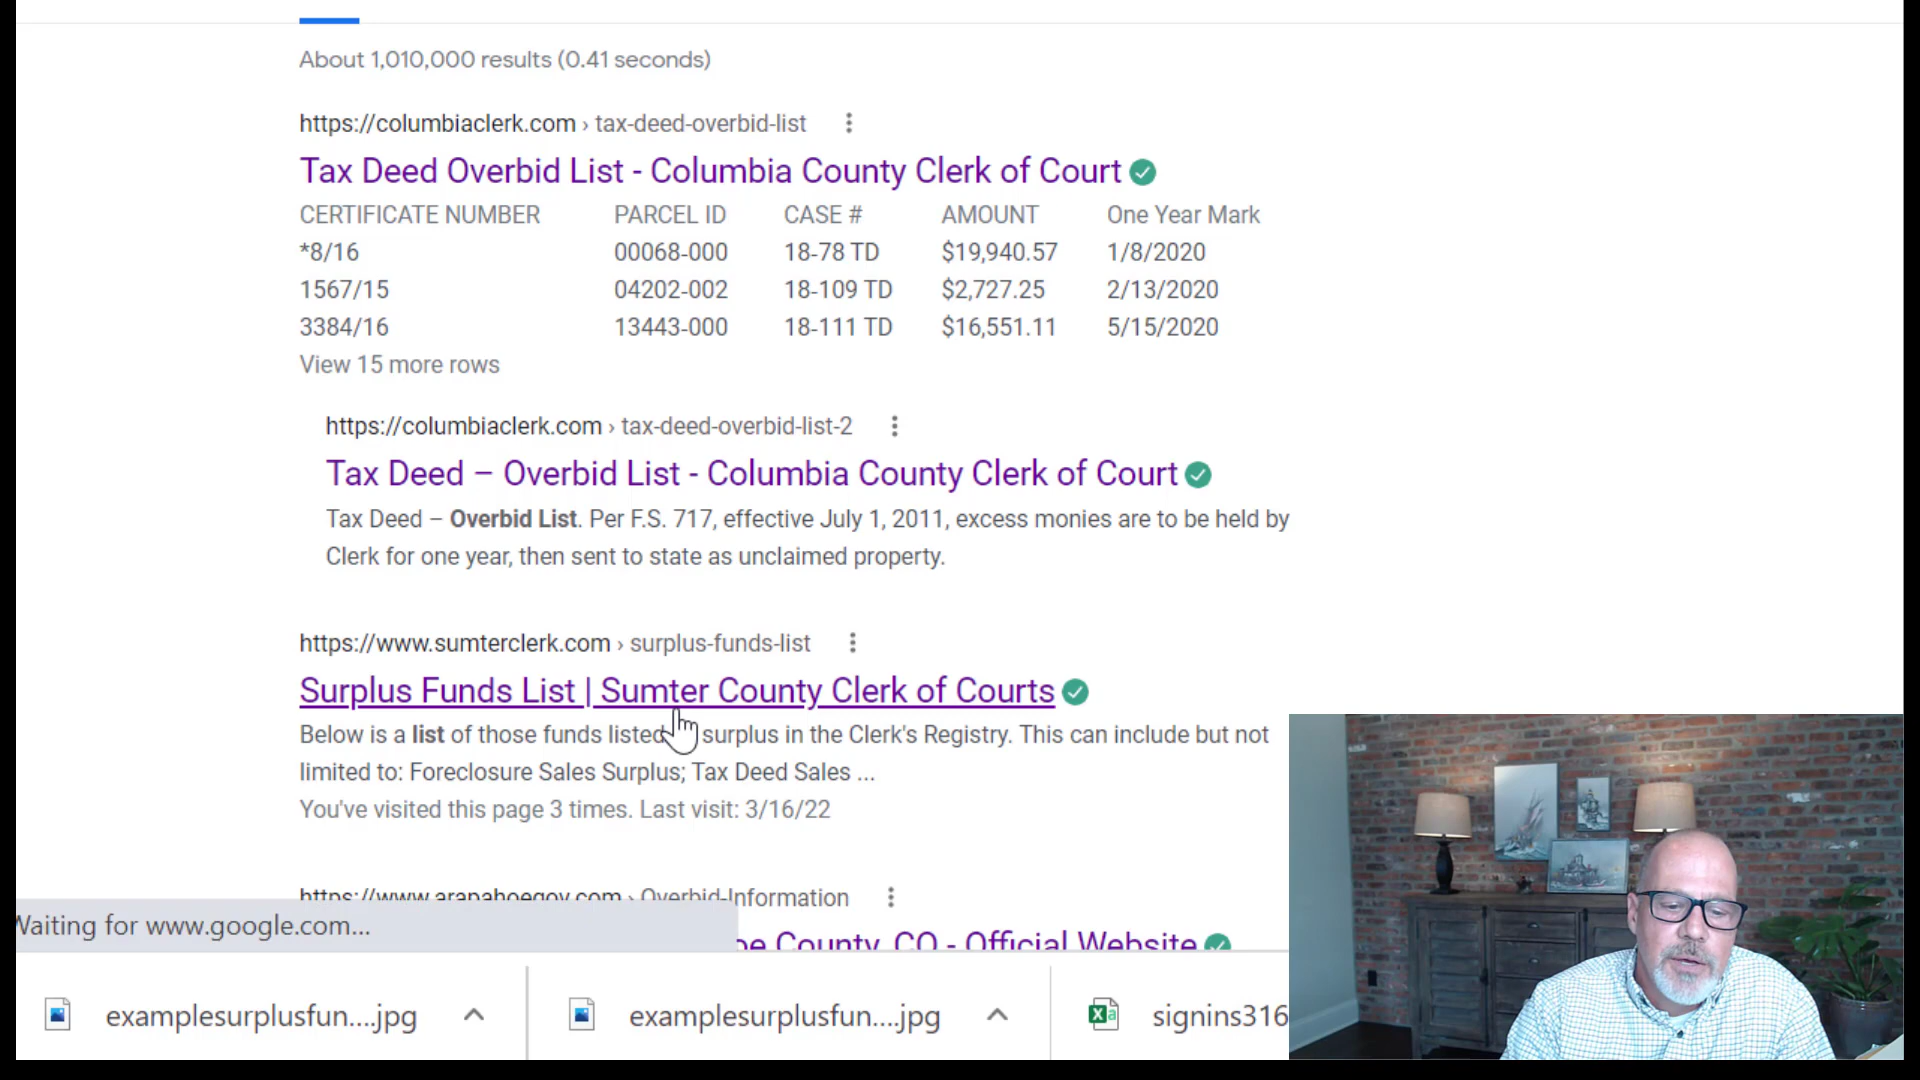 About 1,010,000 results (0.41 seconds)
https://columbiaclerk.com › tax-deed-overbid-list
Tax Deed Overbid List - Columbia County Clerk of Court
CERTIFICATE NUMBER PARCEL ID CASE # AMOUNT One Year Mark
*8/16 00068-000 18-78 TD $19,940.57 1/8/2020
1567/15 04202-002 18-109 TD $2,727.25 2/13/2020
3384/16 13443-000 18-111 TD $16,551.11 5/15/2020
View 15 more rows
https://columbiaclerk.com › tax-deed-overbid-list-2
Tax Deed – Overbid List - Columbia County Clerk of Court
Tax Deed – Overbid List. Per F.S. 717, effective July 1, 2011, excess monies are to be held by
Clerk for one year, then sent to state as unclaimed property.
https://www.sumterclerk.com › surplus-funds-list
Surplus Funds List | Sumter County Clerk of Courts
Below is a list of those funds listed surplus in the Clerk's Registry. This can include but not
limited to: Foreclosure Sales Surplus; Tax Deed Sales ...
You've visited this page 3 times. Last visit: 3/16/22
https://www.arapahoegov.com › Overbid-Information
County, CO - Official Website
Waiting for www.google.com...
examplesurplusfun....jpg
examplesurplusfun....jpg
signins316